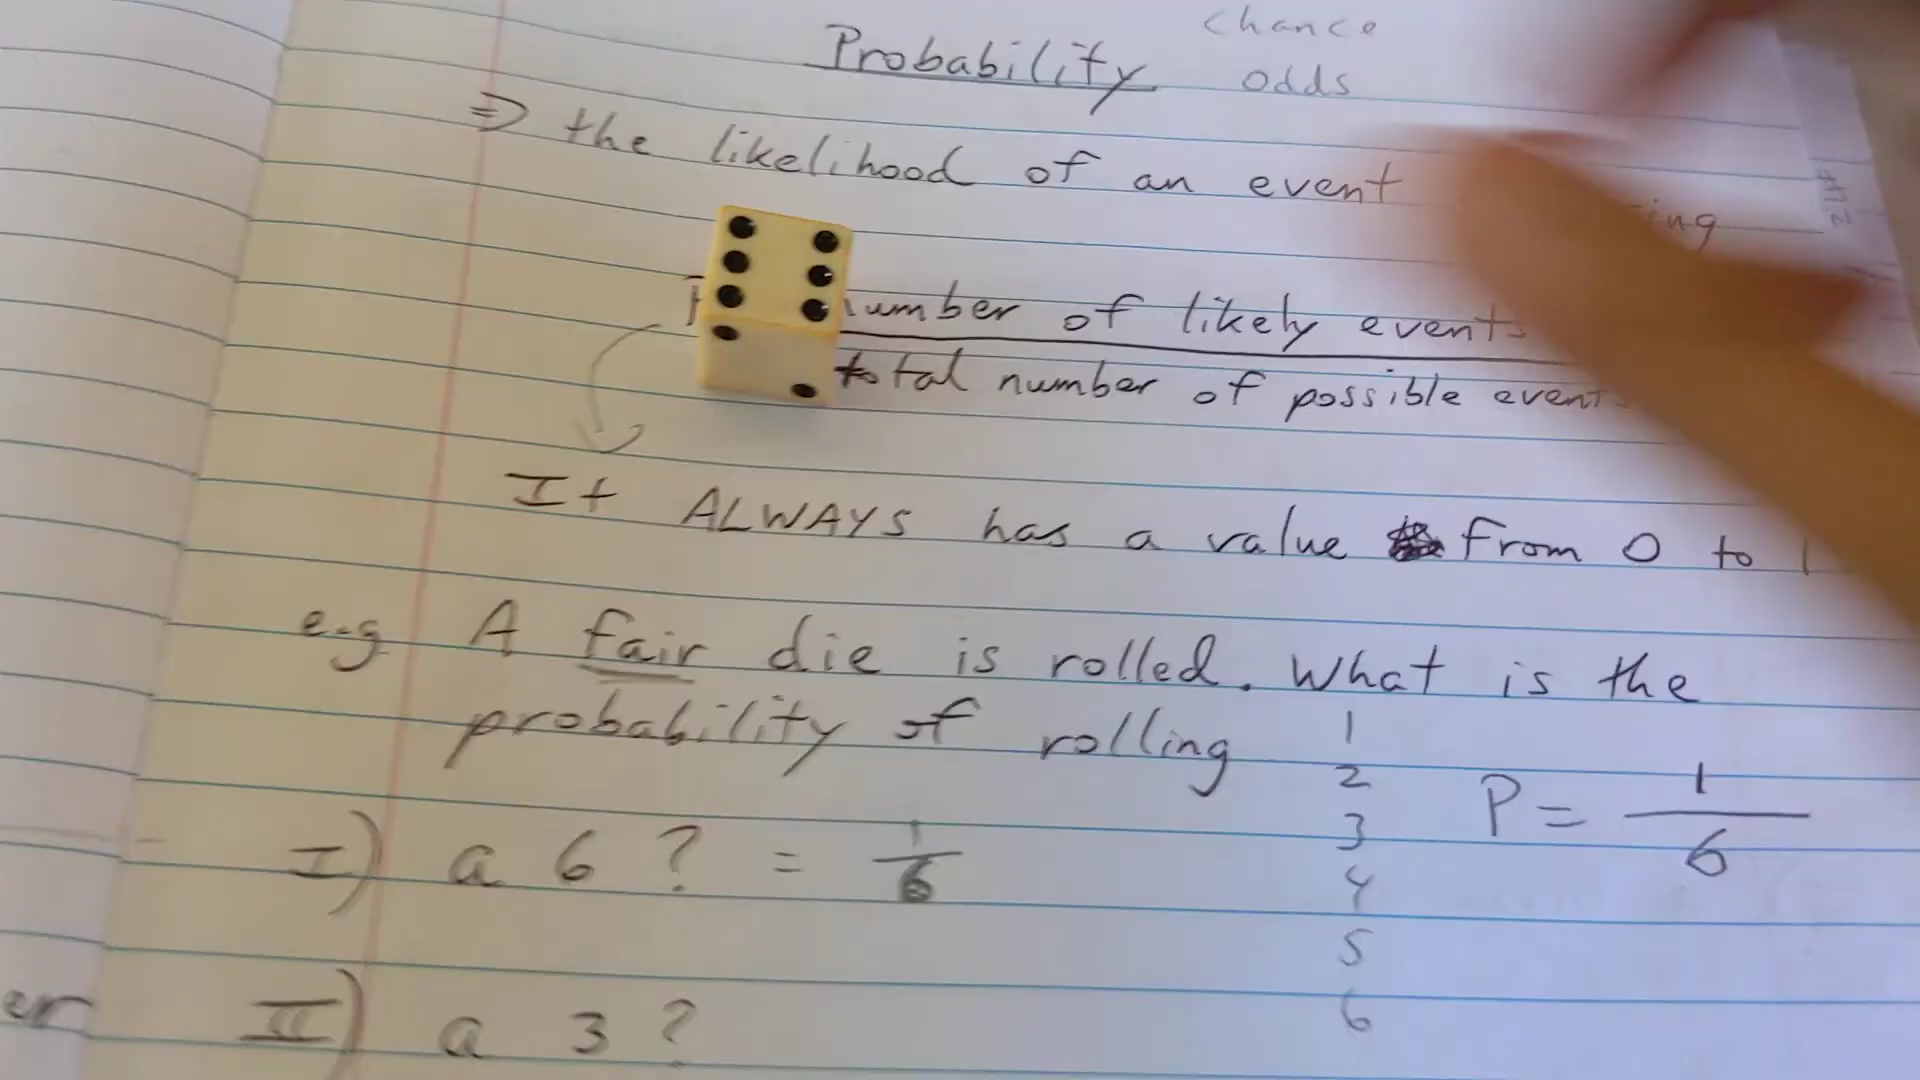 chance
Probability odds
⇒ the likelihood of an event
number of likely events
total number of possible
It ALWAYS has a value from 0 to 1
e.g A fair die is rolled. What is the
probability of rolling
1
2
3
4
5
6
P = 1/6
I) a 6 ? = 1/6
II) a 3 ?